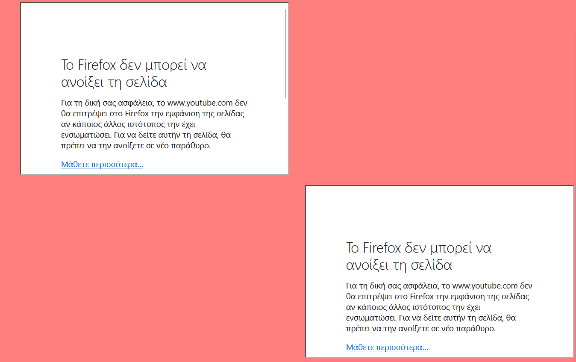 Το Firefox δεν μπορεί να
ανοίξει τη σελίδα
Για τη δική σας ασφάλεια, το www.youtube.com δεν
θα επιτρέψει στο Firefox την εμφάνιση της σελίδας
αν κάποιος άλλος ιστότοπος την έχει
ενσωματώσει. Για να δείτε αυτήν τη σελίδα, θα
πρέπει να την ανοίξετε σε νέο παράθυρο.
Μάθετε περισσότερα...
Το Firefox δεν μπορεί να
ανοίξει τη σελίδα
Για τη δική σας ασφάλεια, το www.youtube.com δεν
θα επιτρέψει στο Firefox την εμφάνιση της σελίδας
αν κάποιος άλλος ιστότοπος την έχει
ενσωματώσει. Για να δείτε αυτήν τη σελίδα, θα
πρέπει να την ανοίξετε σε νέο παράθυρο.
Μάθετε περισσότερα...